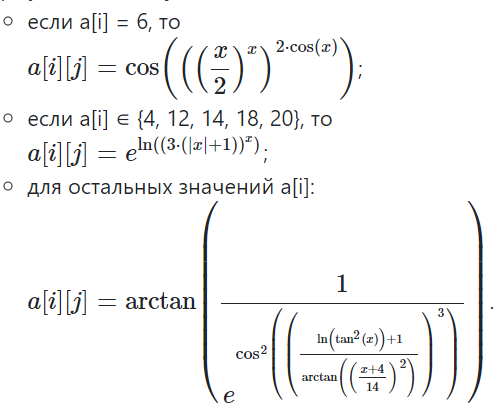 если a[i] = 6, то
a[i][j] = cos(((x/2)^x)^(2·cos(x)));
если a[i] ∈ {4, 12, 14, 18, 20}, то
a[i][j] = e^(ln((3·(|x|+1))^x));
для остальных значений a[i]:
a[i][j] = arctan(1/e^(cos²(((ln(tan²(x))+1)/(arctan(((x+4)/14)²)))³))).